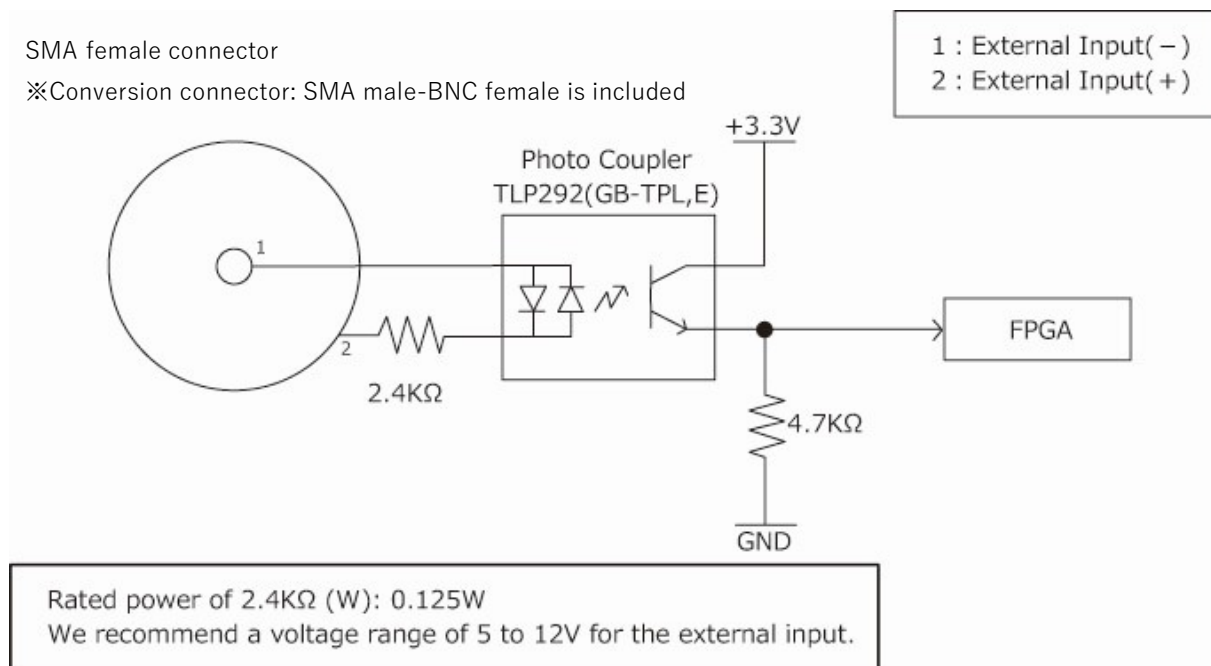 SMA female connector
※Conversion connector: SMA male-BNC female is included
1 : External Input(－)
2 : External Input(+)
+3.3V
Photo Coupler
TLP292(GB-TPL,E)
1
2
2.4KΩ
FPGA
4.7KΩ
GND
Rated power of 2.4KΩ (W): 0.125W
We recommend a voltage range of 5 to 12V for the external input.